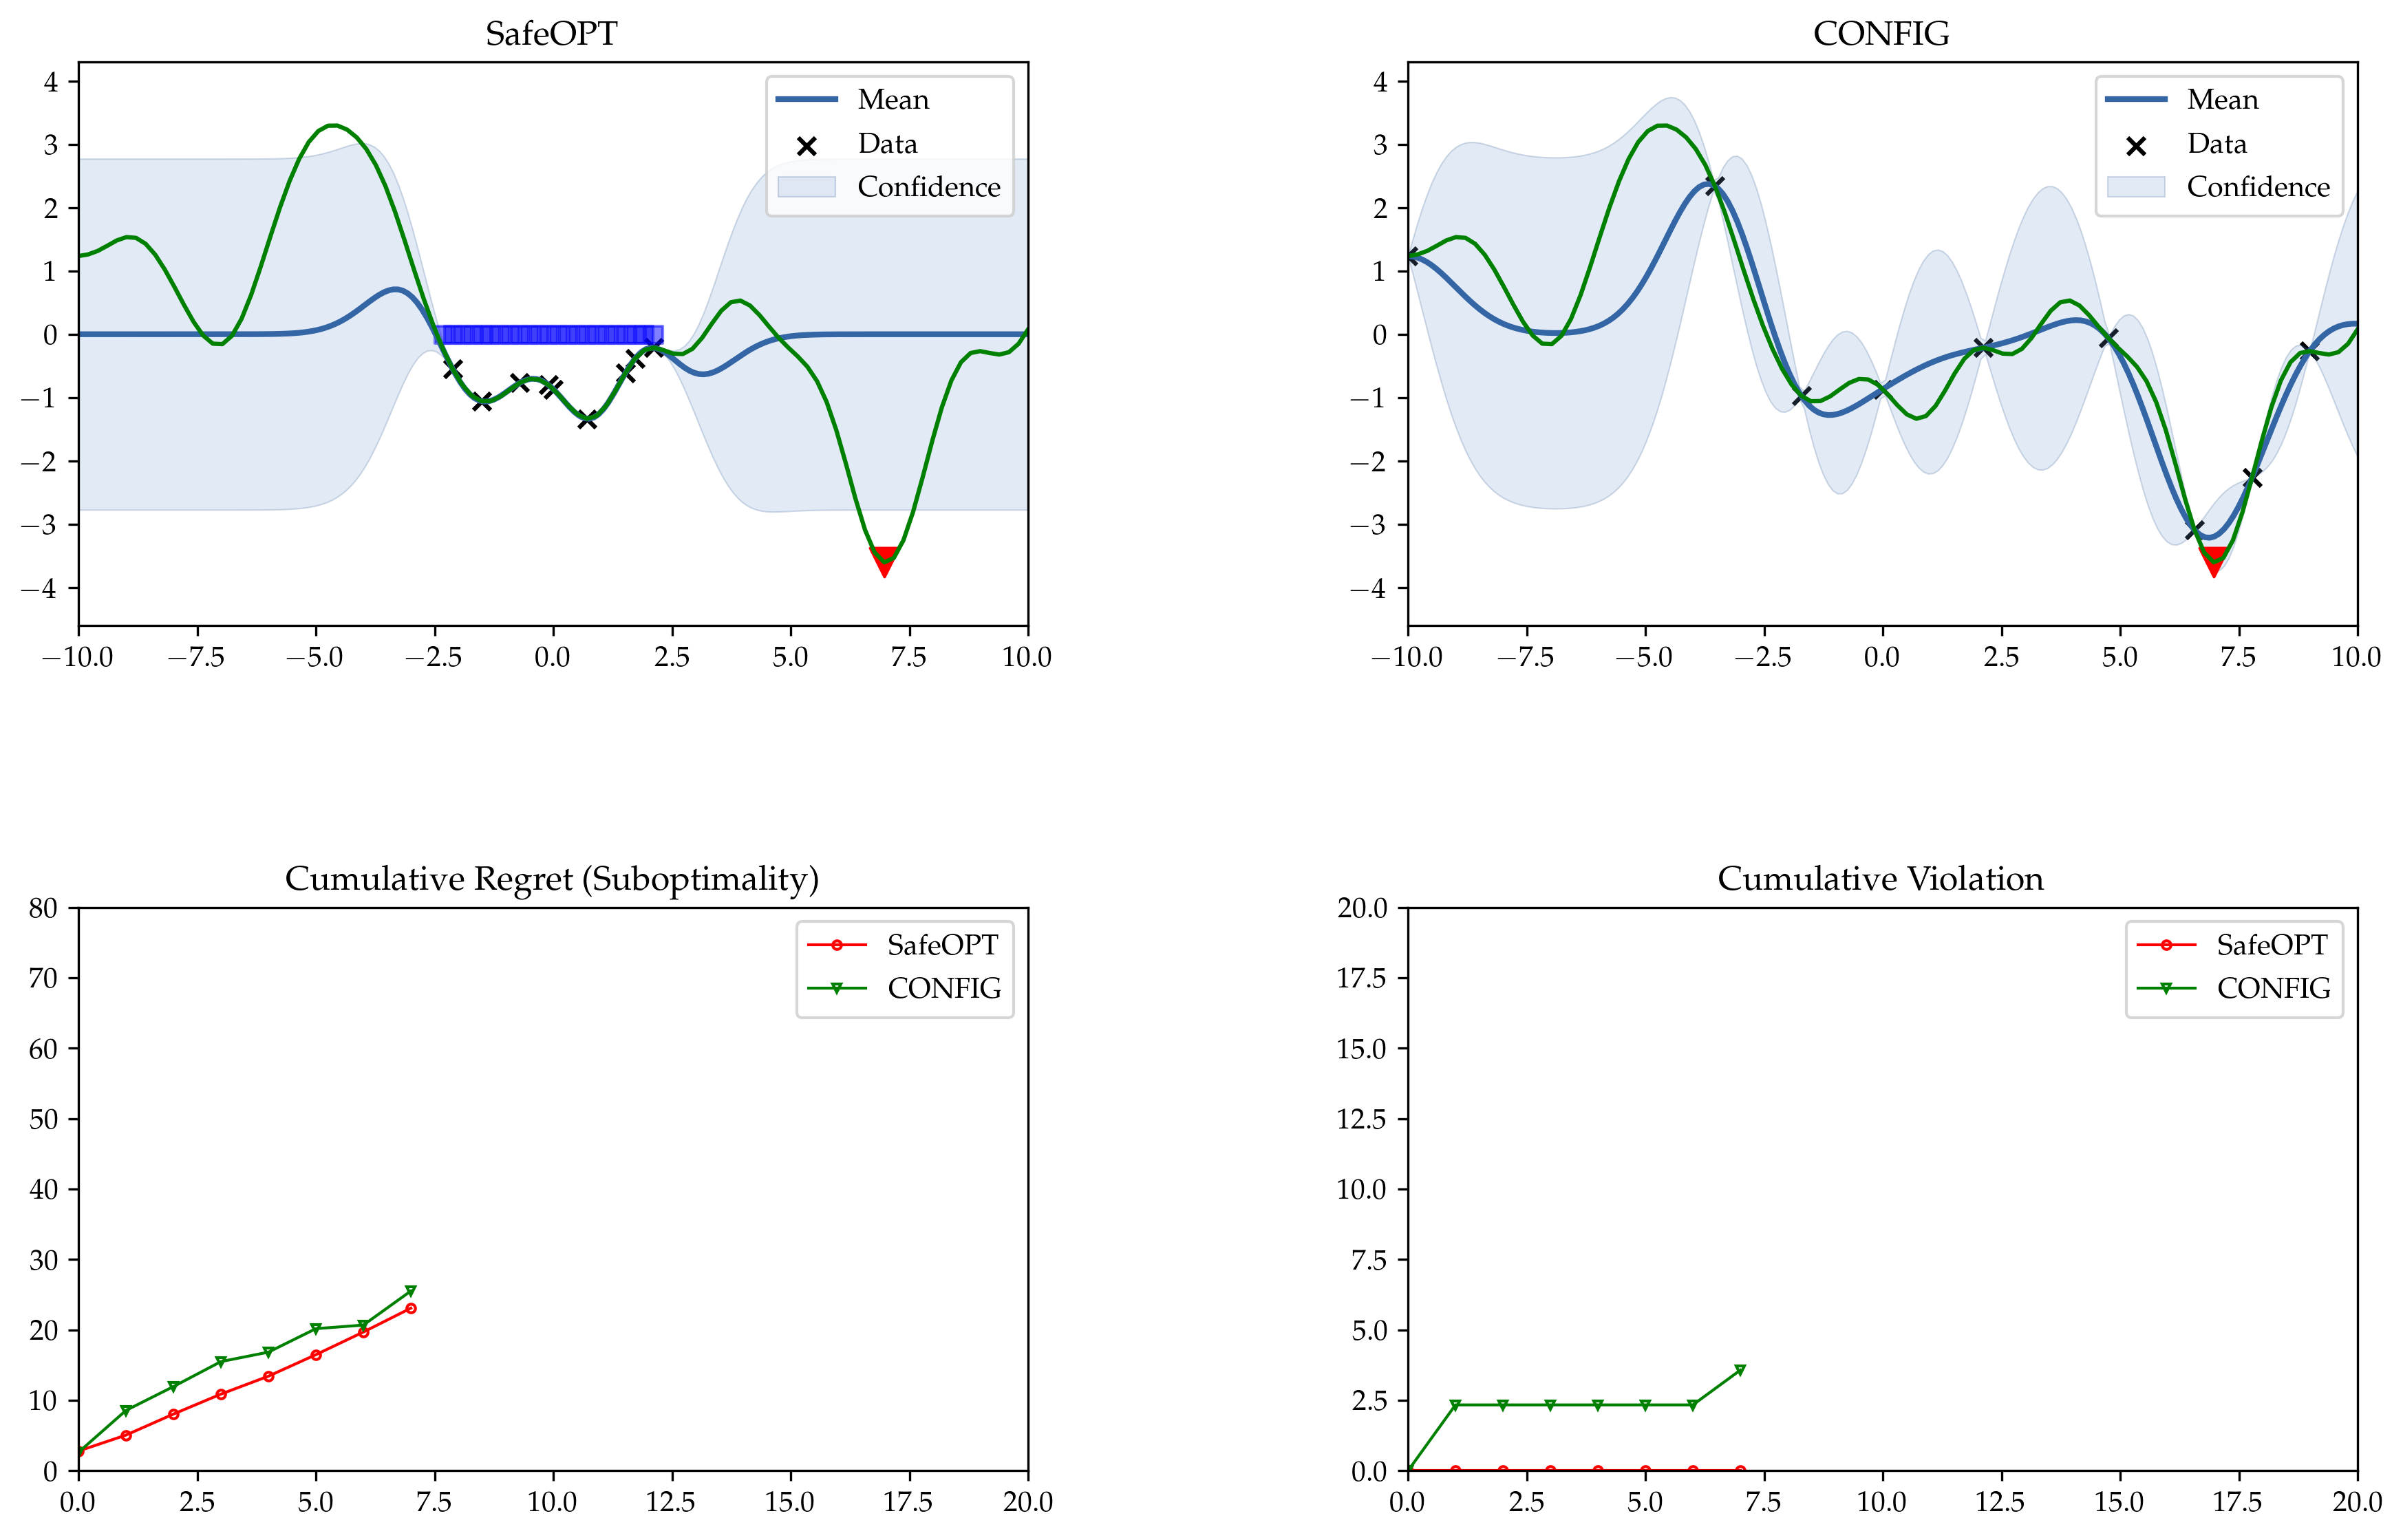 SafeOPT
4
3
2
1
0
−1
−2
−3
−4
−10.0 −7.5 −5.0 −2.5 0.0 2.5 5.0 7.5 10.0
Mean
Data
Confidence
CONFIG
4
3
2
1
0
−1
−2
−3
−4
−10.0 −7.5 −5.0 −2.5 0.0 2.5 5.0 7.5 10.0
Mean
Data
Confidence
Cumulative Regret (Suboptimality)
80
70
60
50
40
30
20
10
0
0.0 2.5 5.0 7.5 10.0 12.5 15.0 17.5 20.0
SafeOPT
CONFIG
Cumulative Violation
20.0
17.5
15.0
12.5
10.0
7.5
5.0
2.5
0.0
0.0 2.5 5.0 7.5 10.0 12.5 15.0 17.5 20.0
SafeOPT
CONFIG